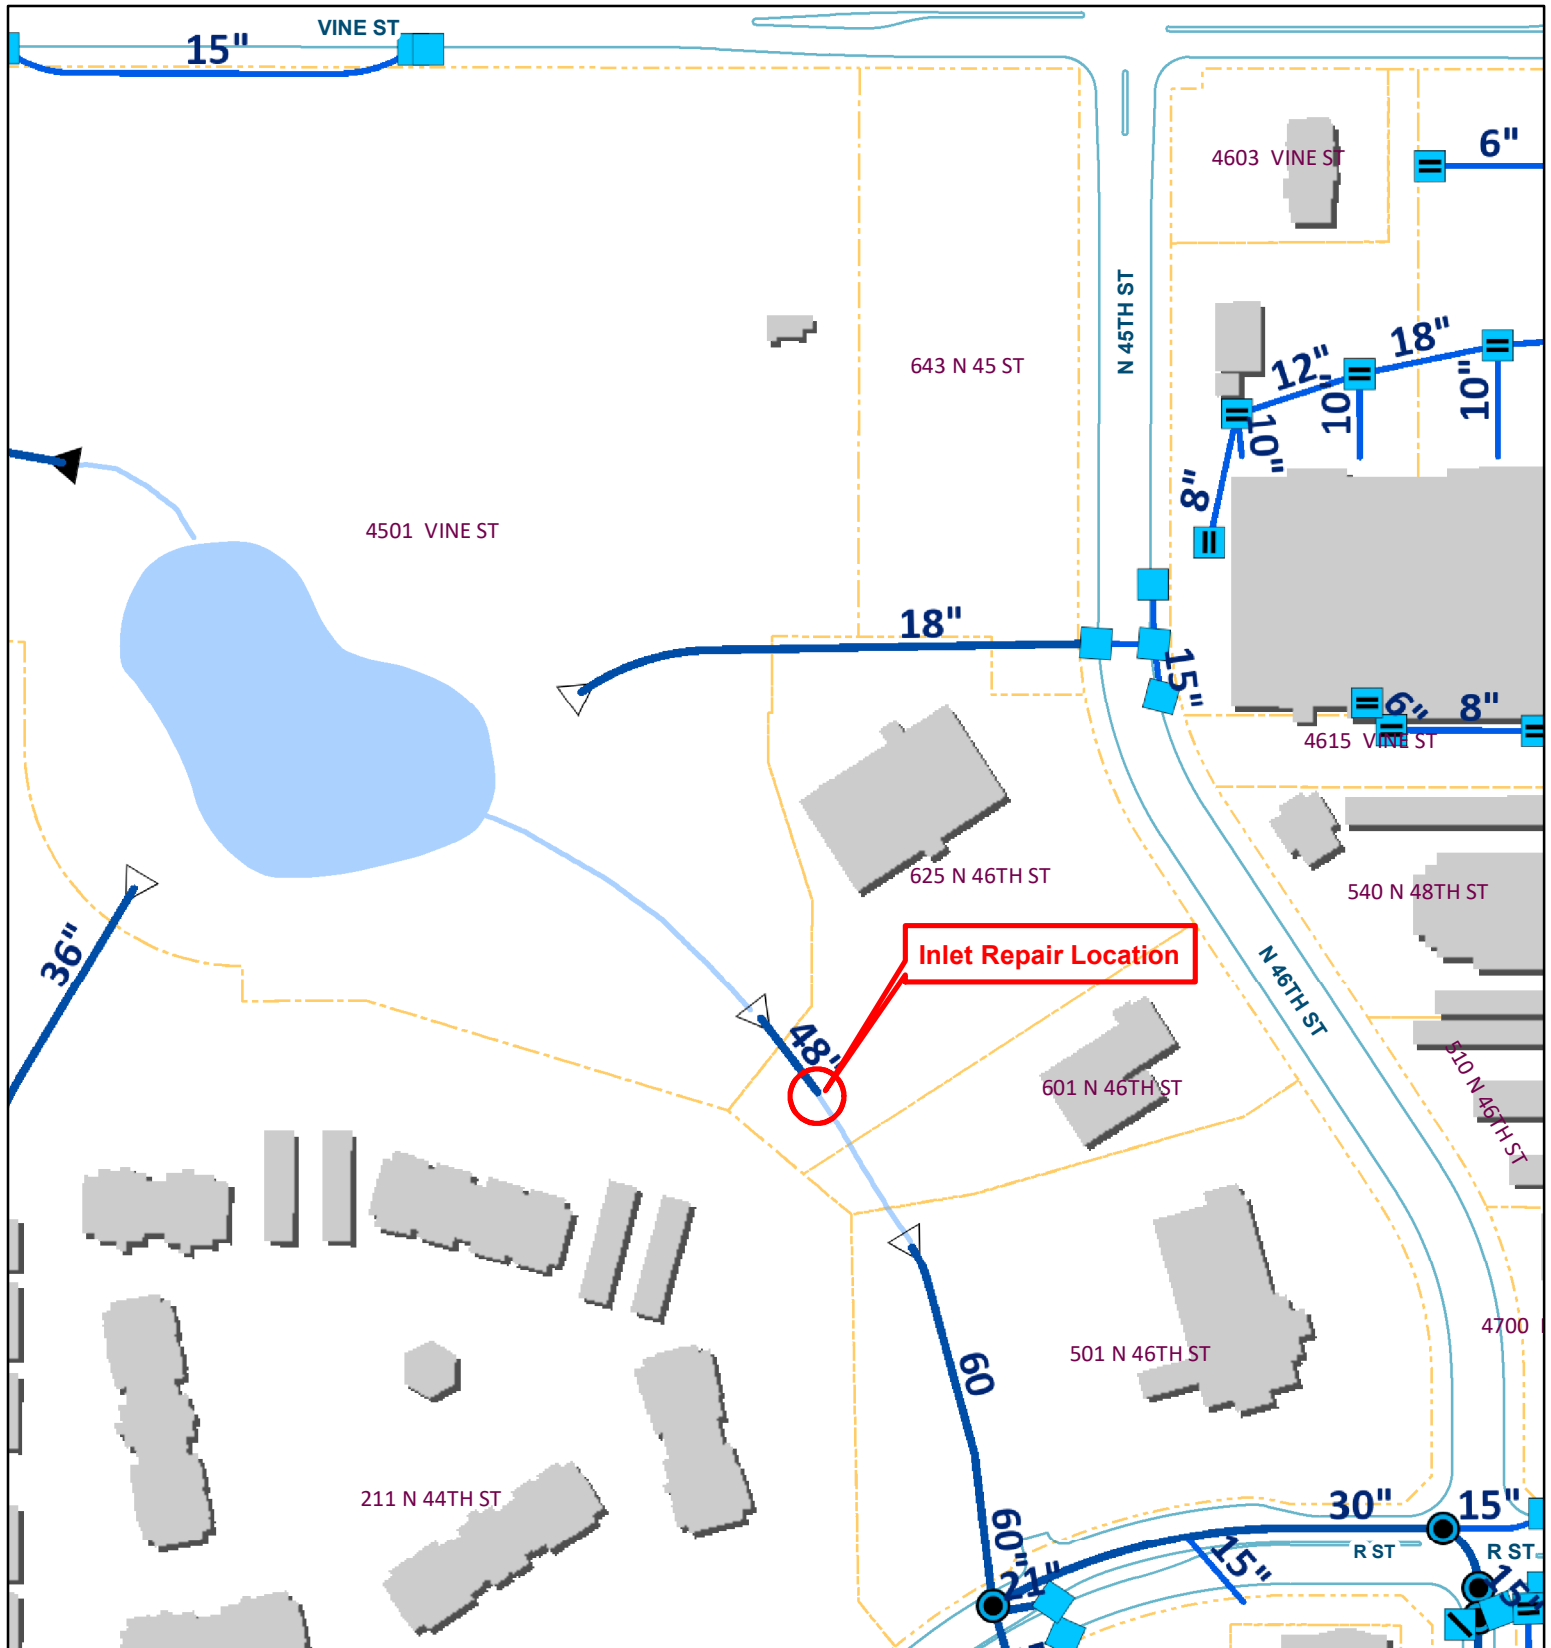 VINE ST
15"
4603 VINE ST
6"
N 45TH ST
18"
12"
10"
10"
10"
643 N 45 ST
8"
4501 VINE ST
18"
15"
6"
8"
4615 VINE ST
625 N 46TH ST
540 N 48TH ST
36"
Inlet Repair Location
N 46TH ST
48"
601 N 46TH ST
510 N 46TH ST
4700
501 N 46TH ST
60
211 N 44TH ST
30"
15"
60"
R ST
R ST
15"
21"
15"